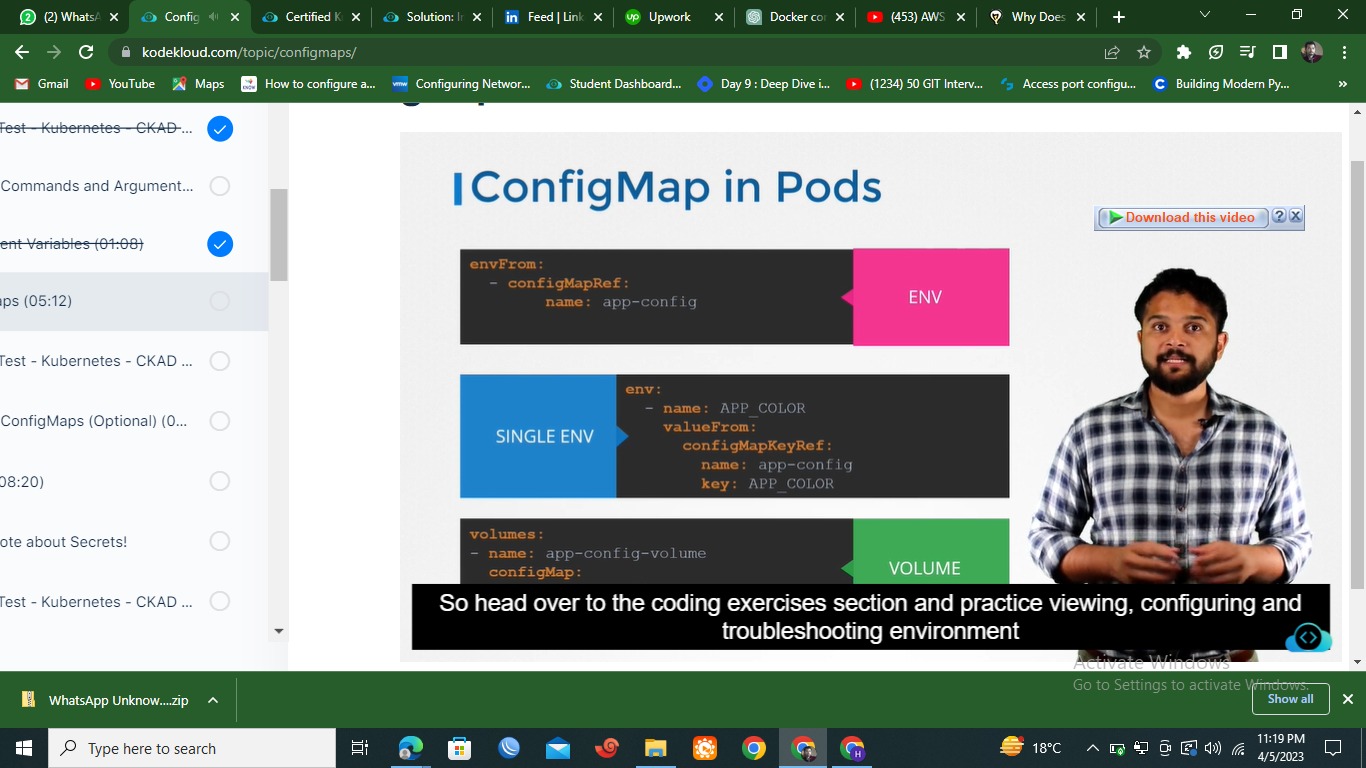 (2) WhatsA
Config
Certified K
Solution: I
Feed | Link
Upwork
Docker co
(453) AWS
Why Does
kodekloud.com/topic/configmaps/
Gmail
YouTube
Maps
How to configure a...
Configuring Networ...
Student Dashboard...
Day 9 : Deep Dive i...
(1234) 50 GIT Interv...
Access port configu...
Building Modern Py...
»
Test - Kubernetes - CKAD ...
Commands and Argument...
ent Variables (01:08)
aps (05:12)
Test - Kubernetes - CKAD ...
ConfigMaps (Optional) (0...
08:20)
ote about Secrets!
Test - Kubernetes - CKAD ...
ConfigMap in Pods
Download this video
? X
envFrom:
- configMapRef:
name: app-config
ENV
SINGLE ENV
env:
- name: APP_COLOR
valueFrom:
configMapKeyRef:
name: app-config
key: APP_COLOR
volumes:
- name: app-config-volume
configMap:
VOLUME
So head over to the coding exercises section and practice viewing, configuring and
troubleshooting environment
Activate Windows
Go to Settings to activate Windows.
WhatsApp Unknow....zip
Show all
Type here to search
18°C
11:19 PM
4/5/2023